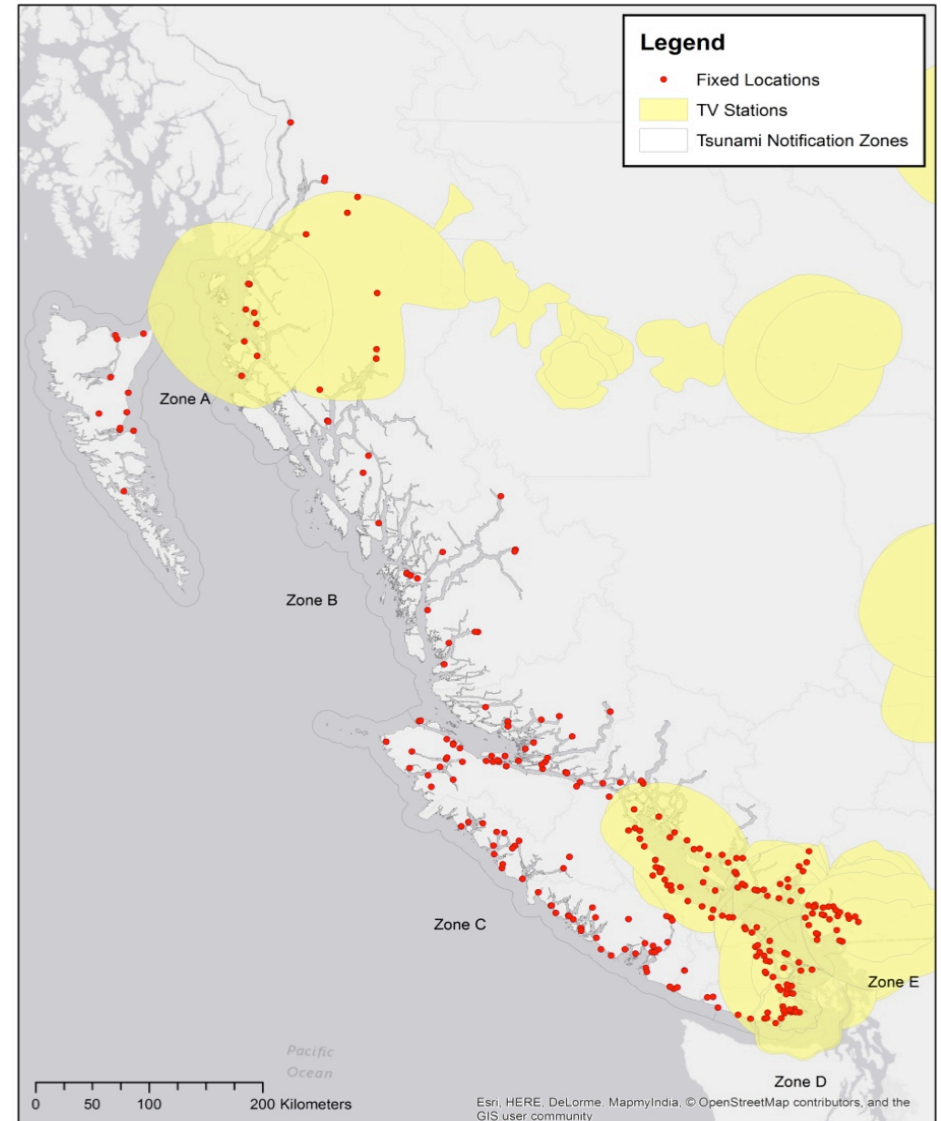 Legend
Fixed Locations
TV Stations
Tsunami Notification Zones
Zone A
Zone B
Zone C
Zone E
Zone D
Pacific
Ocean
0 50 100 200 Kilometers
Esri, HERE, DeLorme, MapmyIndia, © OpenStreetMap contributors, and the
GIS user community